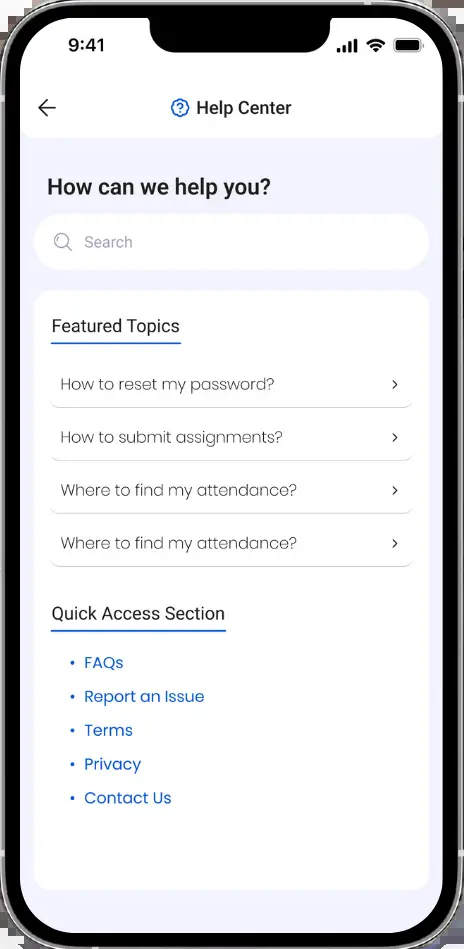 9:41
Help Center
How can we help you?
Search
Featured Topics
How to reset my password?
How to submit assignments?
Where to find my attendance?
Where to find my attendance?
Quick Access Section
• FAQs
• Report an Issue
• Terms
• Privacy
• Contact Us